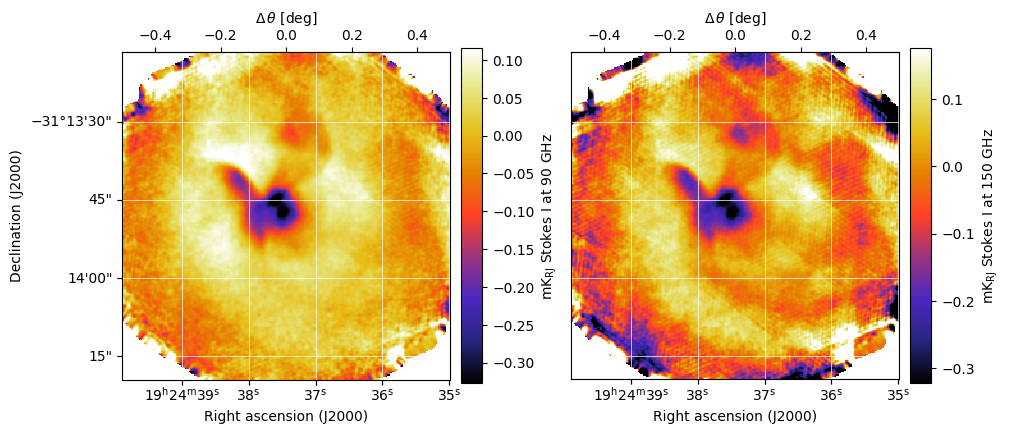 Δθ [deg]
−0.4 −0.2 0.0 0.2 0.4
Declination (J2000)
−31°13'30"
45"
14'00"
15"
19ʰ24ᵐ39ˢ 38ˢ 37ˢ 36ˢ 35ˢ
Right ascension (J2000)
0.10
0.05
0.00
−0.05
−0.10
−0.15
−0.20
−0.25
−0.30
mK_RJ Stokes I at 90 GHz
Δθ [deg]
−0.4 −0.2 0.0 0.2 0.4
19ʰ24ᵐ39ˢ 38ˢ 37ˢ 36ˢ 35ˢ
Right ascension (J2000)
0.1
0.0
−0.1
−0.2
−0.3
mK_RJ Stokes I at 150 GHz